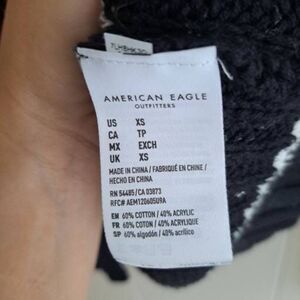 AMERICAN EAGLE
OUTFITTERS
US XS
CA TP
MX EXCH
UK XS
MADE IN CHINA / FABRIQUÉ EN CHINE /
HECHO EN CHINA
RN 54485/CA 03873
RFC# AEM120605U9A
EN 60% COTTON / 40% ACRYLIC
FR 60% COTON / 40% ACRYLIQUE
SP 60% algodón / 40% acrílico